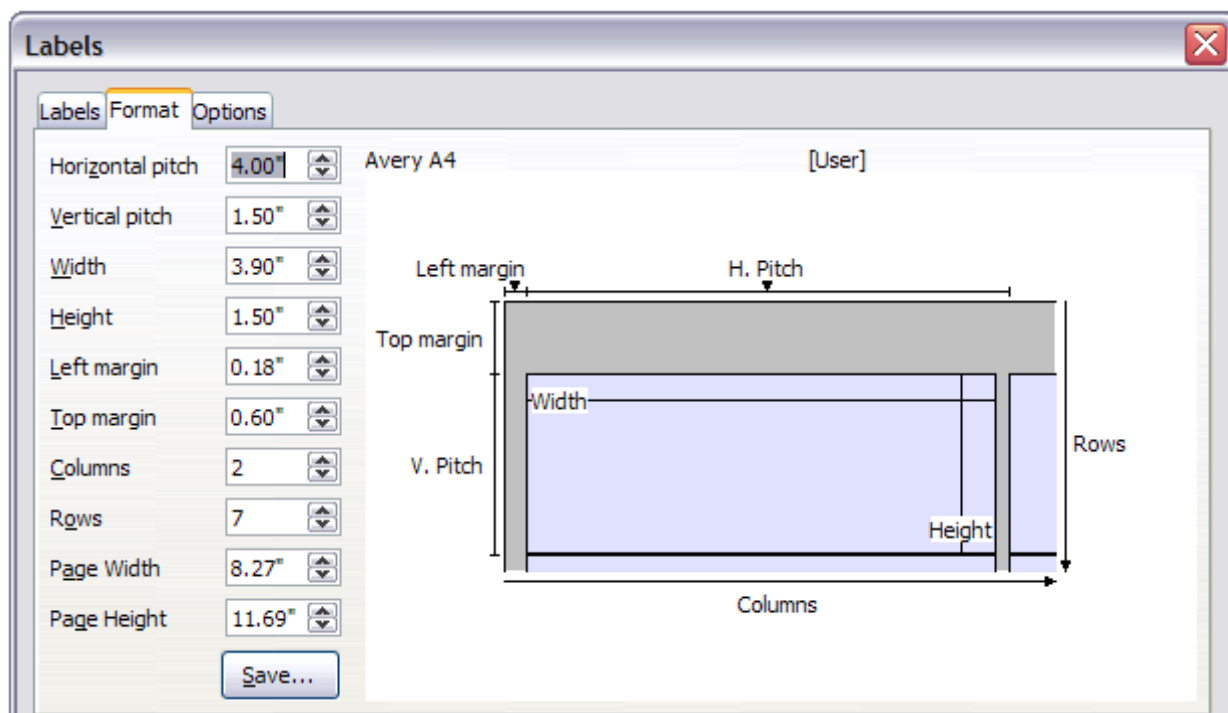 Labels
Labels Format Options
Horizontal pitch 4.00" Avery A4 [User]
Vertical pitch 1.50"
Width 3.90" Left margin H. Pitch
Height 1.50" Top margin
Left margin 0.18"
Top margin 0.60" Width
Columns 2 V. Pitch Rows
Rows 7 Height
Page Width 8.27"
Columns
Page Height 11.69"
Save...